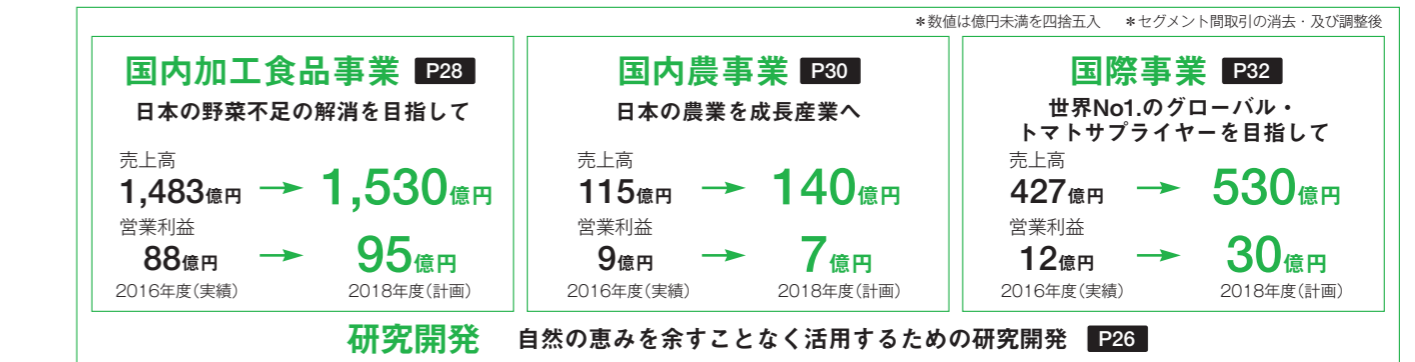 *数値は億円未満を四捨五入　*セグメント間取引の消去・及び調整後
国内加工食品事業 P28
日本の野菜不足の解消を目指して
売上高
1,483億円 → 1,530億円
営業利益
88億円 → 95億円
2016年度(実績)　2018年度(計画)
国内農事業 P30
日本の農業を成長産業へ
売上高
115億円 → 140億円
営業利益
9億円 → 7億円
2016年度(実績)　2018年度(計画)
国際事業 P32
世界No1.のグローバル・
トマトサプライヤーを目指して
売上高
427億円 → 530億円
営業利益
12億円 → 30億円
2016年度(実績)　2018年度(計画)
研究開発　自然の恵みを余すことなく活用するための研究開発 P26